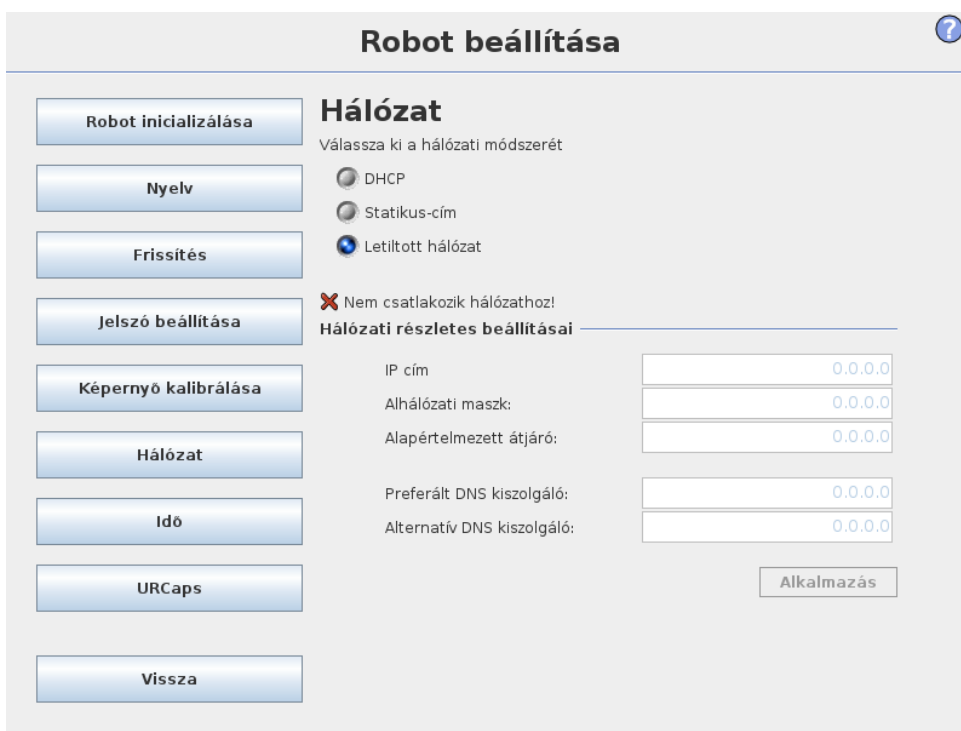 Robot beállítása
?
Robot inicializálása
Nyelv
Frissítés
Jelszó beállítása
Képernyõ kalibrálása
Hálózat
Idõ
URCaps
Vissza
Hálózat
Válassza ki a hálózati módszerét
DHCP
Statikus-cím
Letiltott hálózat
Nem csatlakozik hálózathoz!
Hálózati részletes beállításai
IP cím 0.0.0.0
Alhálózati maszk: 0.0.0.0
Alapértelmezett átjáró: 0.0.0.0
Preferált DNS kiszolgáló: 0.0.0.0
Alternatív DNS kiszolgáló: 0.0.0.0
Alkalmazás